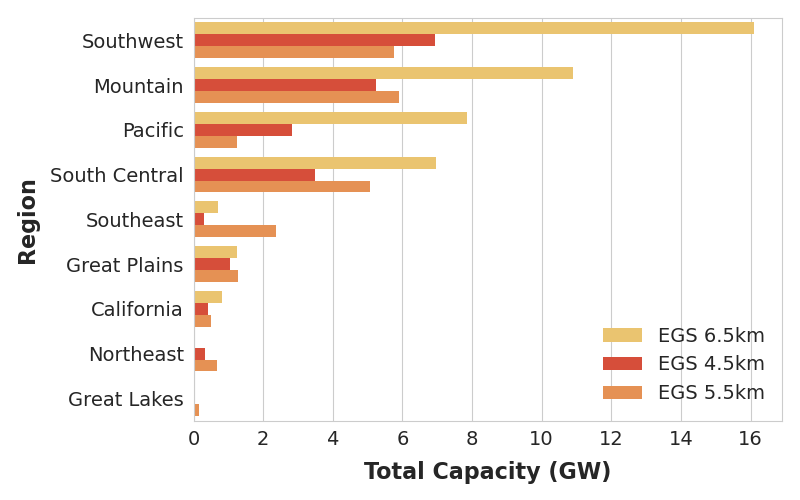 Southwest
Mountain
Pacific
South Central
Southeast
Great Plains
California
Northeast
Great Lakes
Region
EGS 6.5km
EGS 4.5km
EGS 5.5km
0 2 4 6 8 10 12 14 16
Total Capacity (GW)